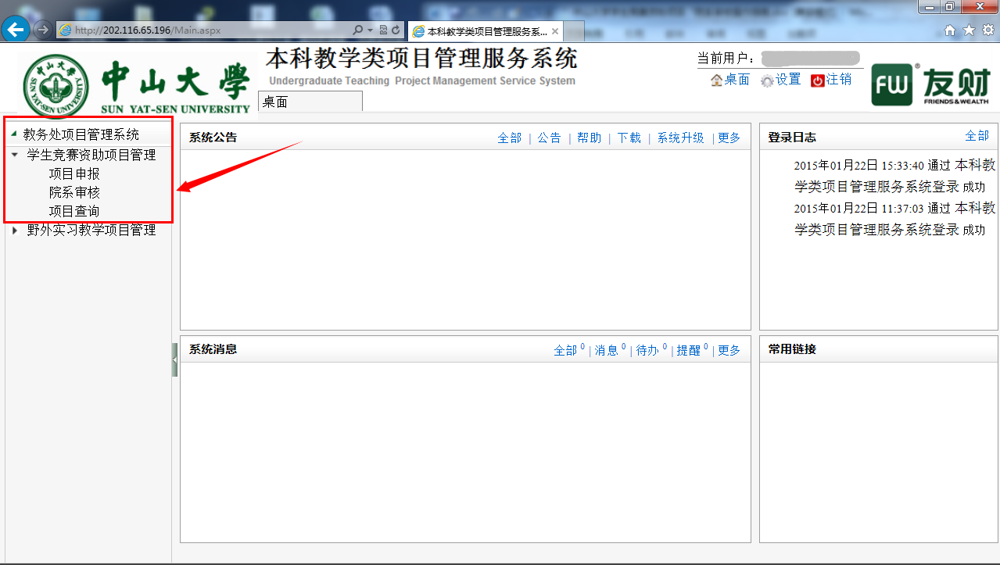 http://202.116.65.196/Main.aspx
本科教学类项目管理服务系...
中山大學
SUN YAT-SEN UNIVERSITY
本科教学类项目管理服务系统
Undergraduate Teaching Project Management Service System
桌面
当前用户：
桌面 设置 注销
FW
友财
FRIENDS&WEALTH
教务处项目管理系统
学生竞赛资助项目管理
项目申报
院系审核
项目查询
野外实习教学项目管理
系统公告
全部 | 公告 | 帮助 | 下载 | 系统升级 | 更多
登录日志
全部
2015年01月22日 15:33:40 通过 本科教
学类项目管理服务系统登录 成功
2015年01月22日 11:37:03 通过 本科教
学类项目管理服务系统登录 成功
系统消息
全部 0 | 消息 0 | 待办 0 | 提醒 0 | 更多
常用链接